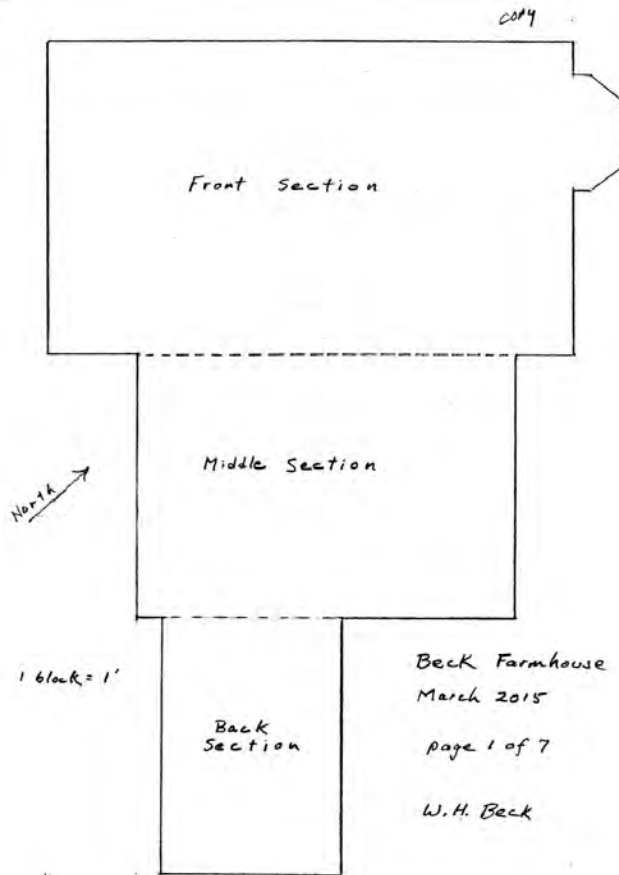 COPY
Front Section
Middle Section
North
1 block = 1'
Back
Section
Beck Farmhouse
March 2015
page 1 of 7
W.H. Beck